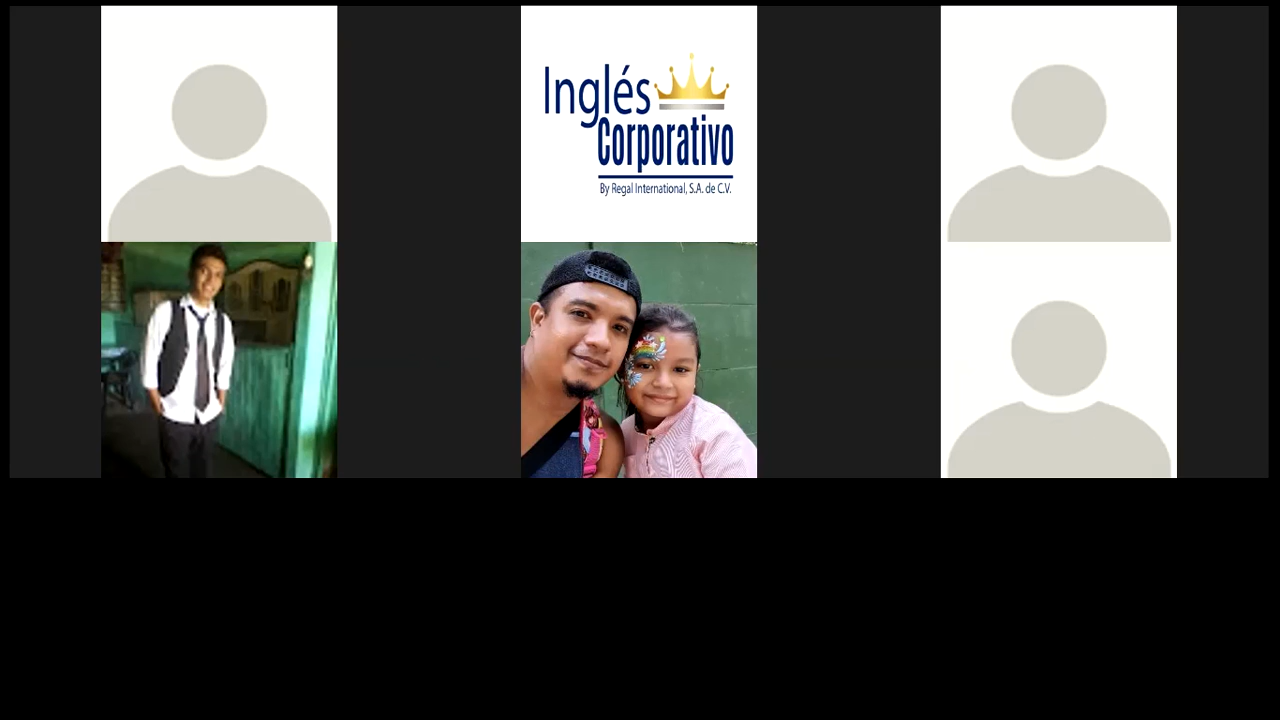 Inglés
Corporativo
By Regal International, S.A. de C.V.